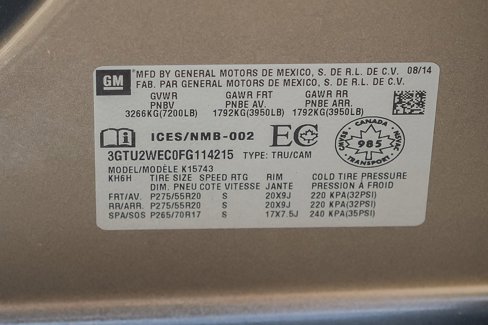 GM
MFD BY GENERAL MOTORS DE MEXICO, S. DE R.L. DE C.V. 08/14
FAB. PAR GENERAL MOTORS DE MEXICO, S. DE R.L. DE C.V.
GVWR GAWR FRT GAWR RR
PNBV PNBE AV. PNBE ARR.
3266KG(7200LB) 1792KG(3950LB) 1792KG(3950LB)
ICES/NMB-002 EC
CANADA
CMVSS NSVAC
985
TRANSPORT
3GTU2WEC0FG114215 TYPE: TRU/CAM
MODEL/MODÈLE K15743
KH6H TIRE SIZE SPEED RTG RIM COLD TIRE PRESSURE
DIM. PNEU COTE VITESSE JANTE PRESSION À FROID
FRT/AV. P275/55R20 S 20X9J 220 KPA(32PSI)
RR/ARR. P275/55R20 S 20X9J 220 KPA(32PSI)
SPA/SOS P265/70R17 S 17X7.5J 240 KPA(35PSI)